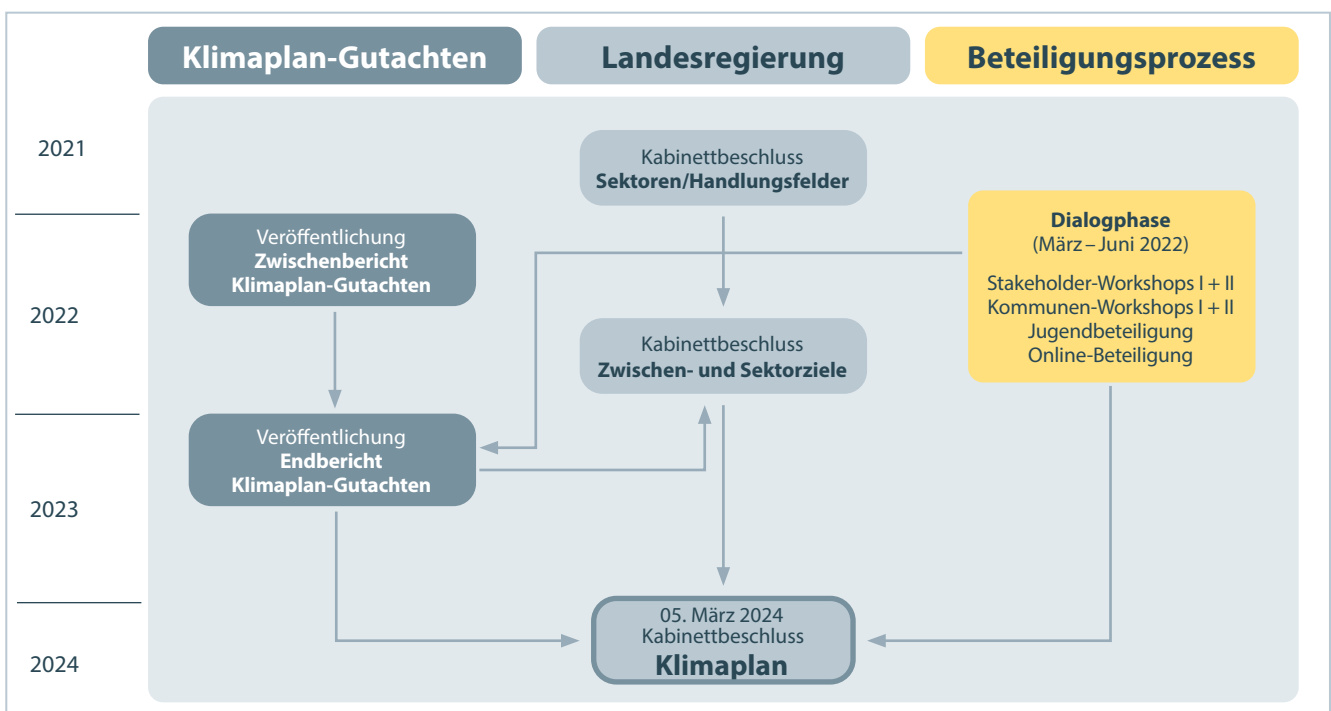 Klimaplan-Gutachten
Landesregierung
Beteiligungsprozess
2021
Kabinettbeschluss
Sektoren/Handlungsfelder
Veröffentlichung
Zwischenbericht
Klimaplan-Gutachten
Dialogphase
(März – Juni 2022)
Stakeholder-Workshops I + II
Kommunen-Workshops I + II
Jugendbeteiligung
Online-Beteiligung
2022
Kabinettbeschluss
Zwischen- und Sektorziele
Veröffentlichung
Endbericht
Klimaplan-Gutachten
2023
05. März 2024
Kabinettbeschluss
Klimaplan
2024